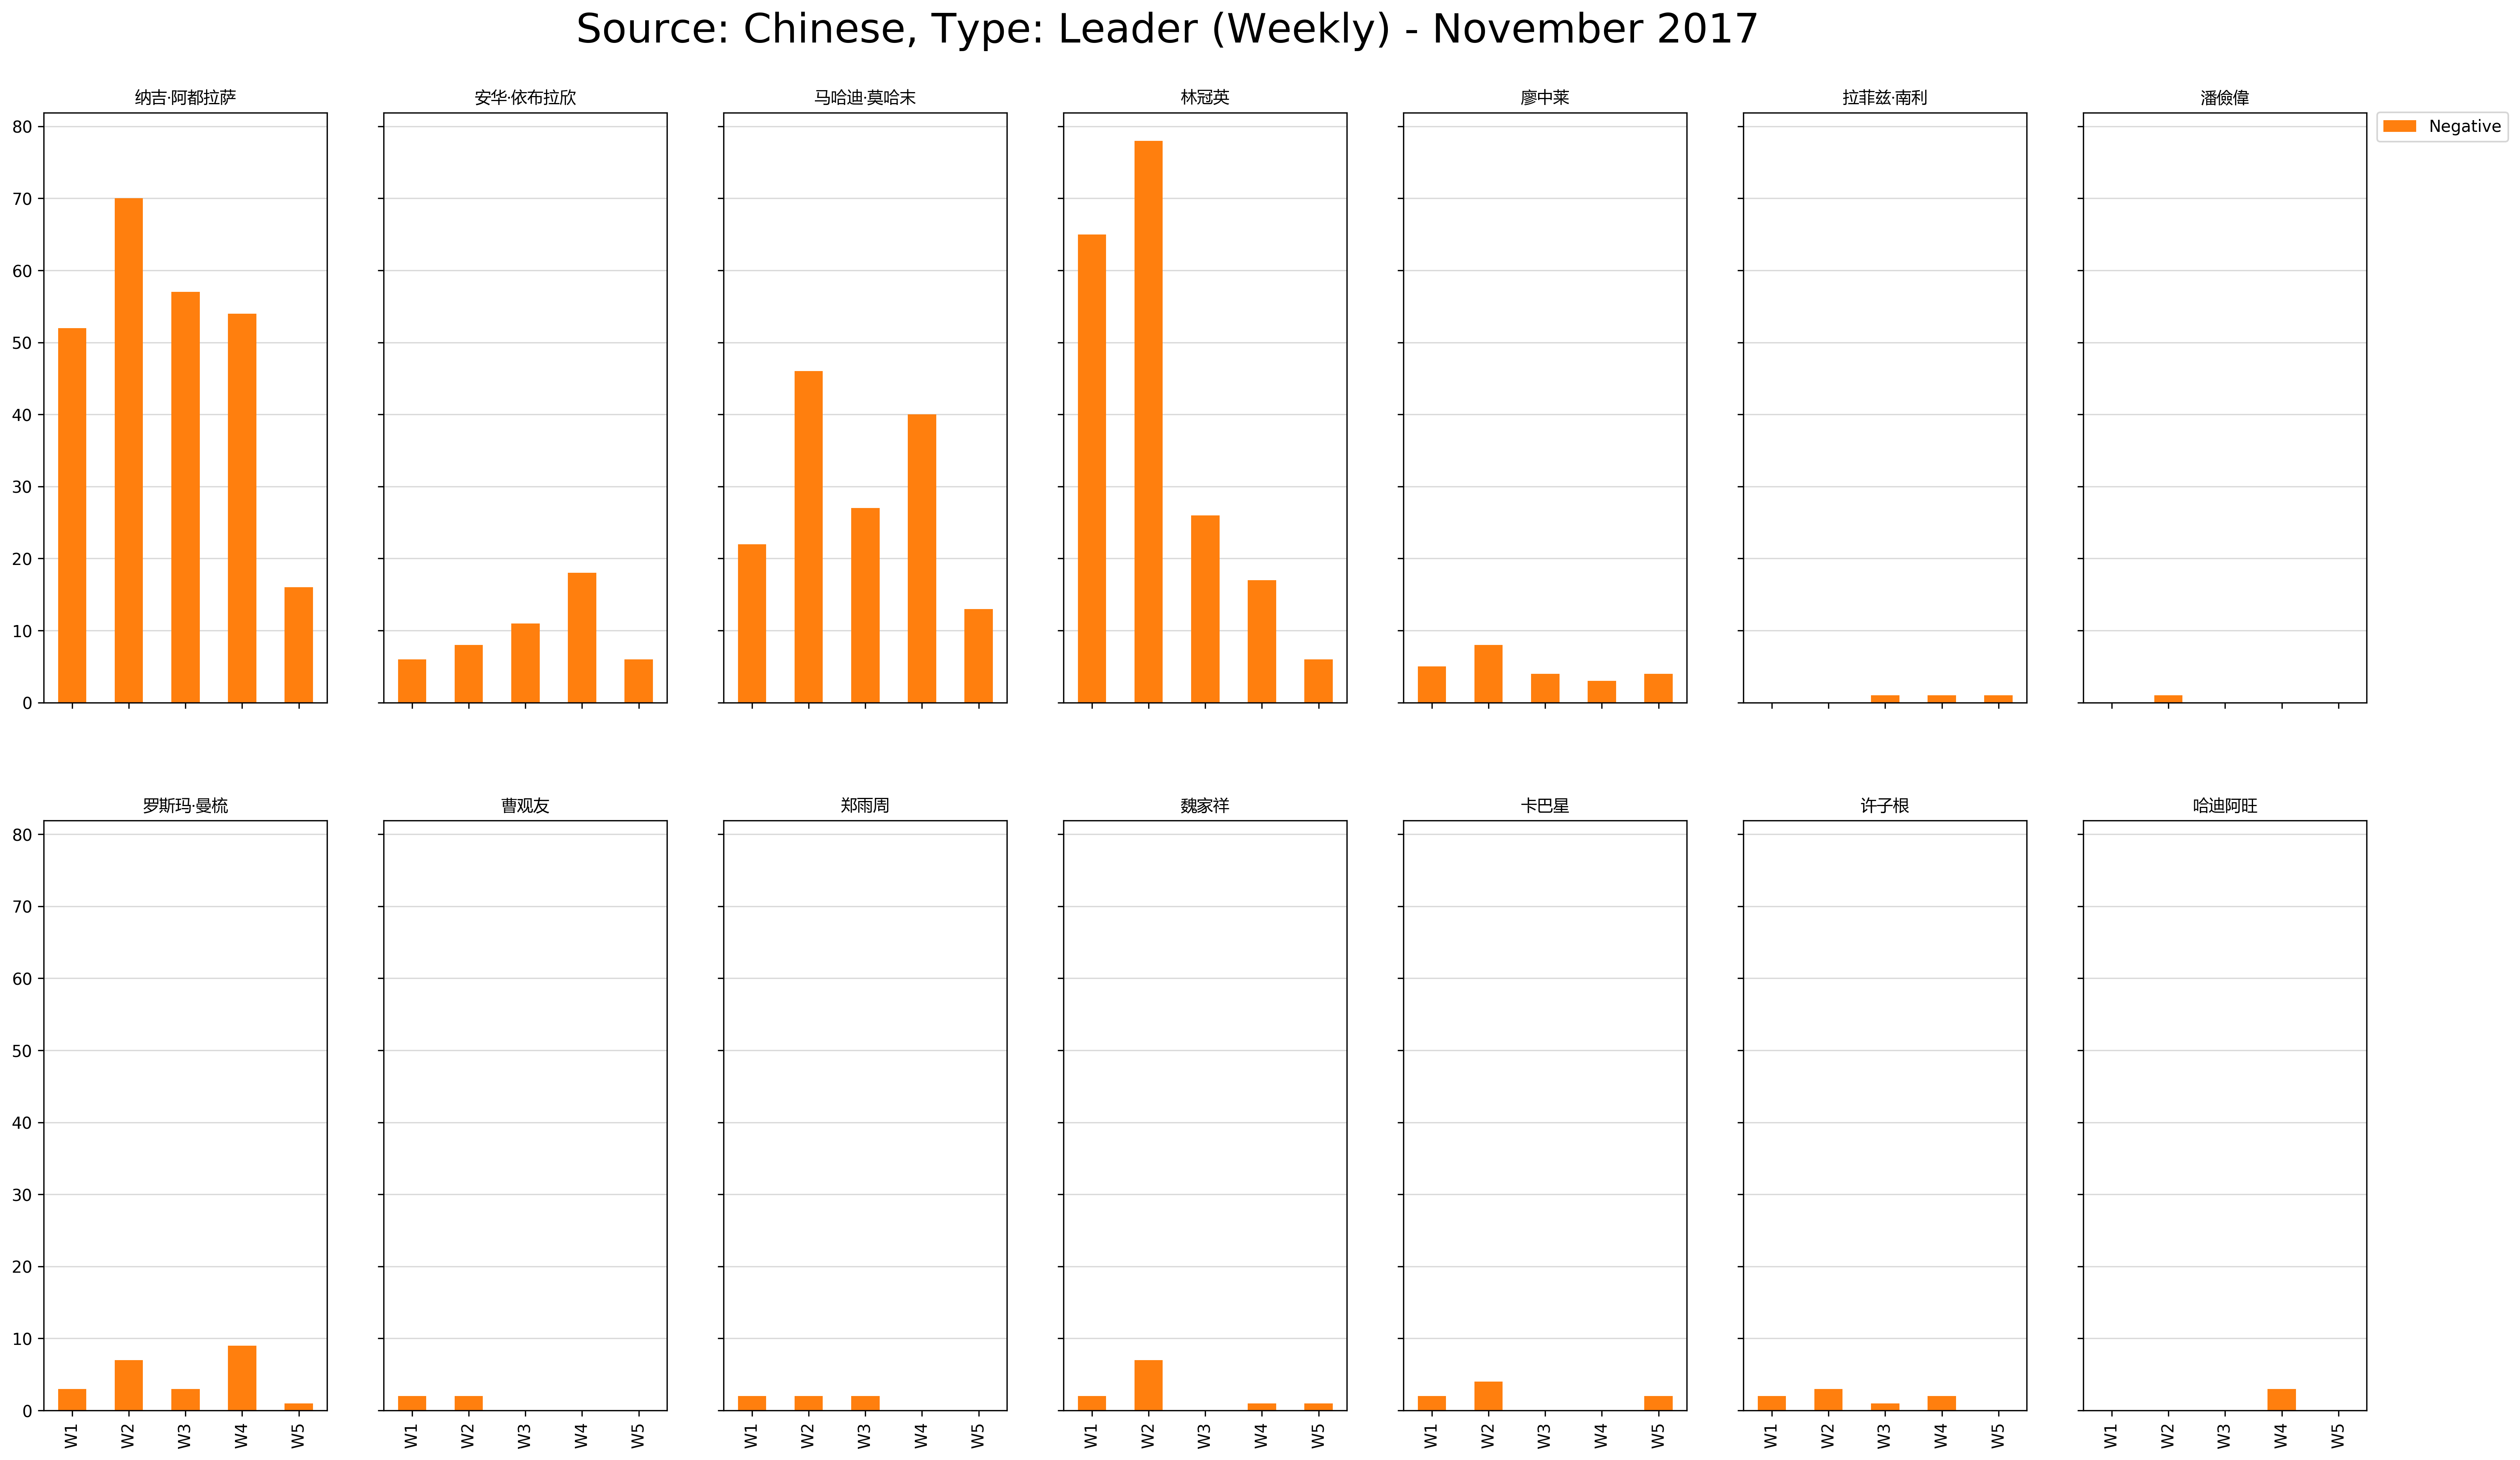 Source: Chinese, Type: Leader (Weekly) - November 2017
纳吉·阿都拉萨
安华·依布拉欣
马哈迪·莫哈末
林冠英
廖中莱
拉菲兹·南利
潘儉偉
Negative
80
70
60
50
40
30
20
10
0
罗斯玛·曼梳
曹观友
郑雨周
魏家祥
卡巴星
许子根
哈迪阿旺
80
70
60
50
40
30
20
10
0
W1 W2 W3 W4 W5
W1 W2 W3 W4 W5
W1 W2 W3 W4 W5
W1 W2 W3 W4 W5
W1 W2 W3 W4 W5
W1 W2 W3 W4 W5
W1 W2 W3 W4 W5